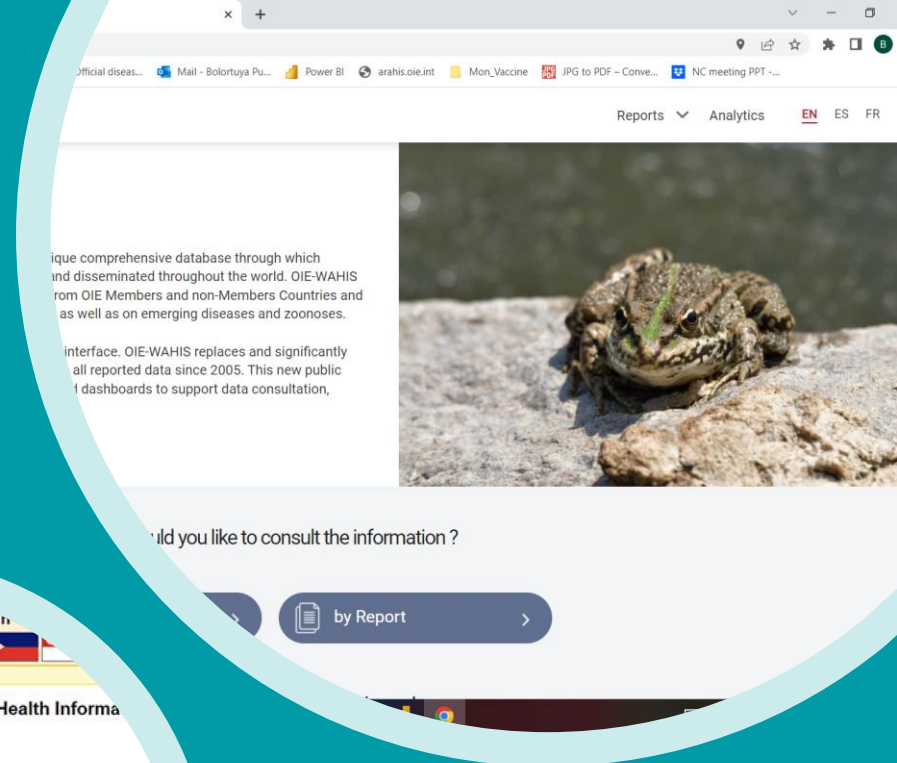 Official diseas... Mail - Bolortuya Pu... Power BI arahis.oie.int Mon_Vaccine JPG to PDF – Conve... NC meeting PPT -...
Reports Analytics EN ES FR
comprehensive database through which
disseminated throughout the world. OIE-WAHIS
from OIE Members and non-Members Countries and
as well as on emerging diseases and zoonoses.
interface. OIE-WAHIS replaces and significantly
all reported data since 2005. This new public
dashboards to support data consultation,
you like to consult the information ?
by Report
Health Informa